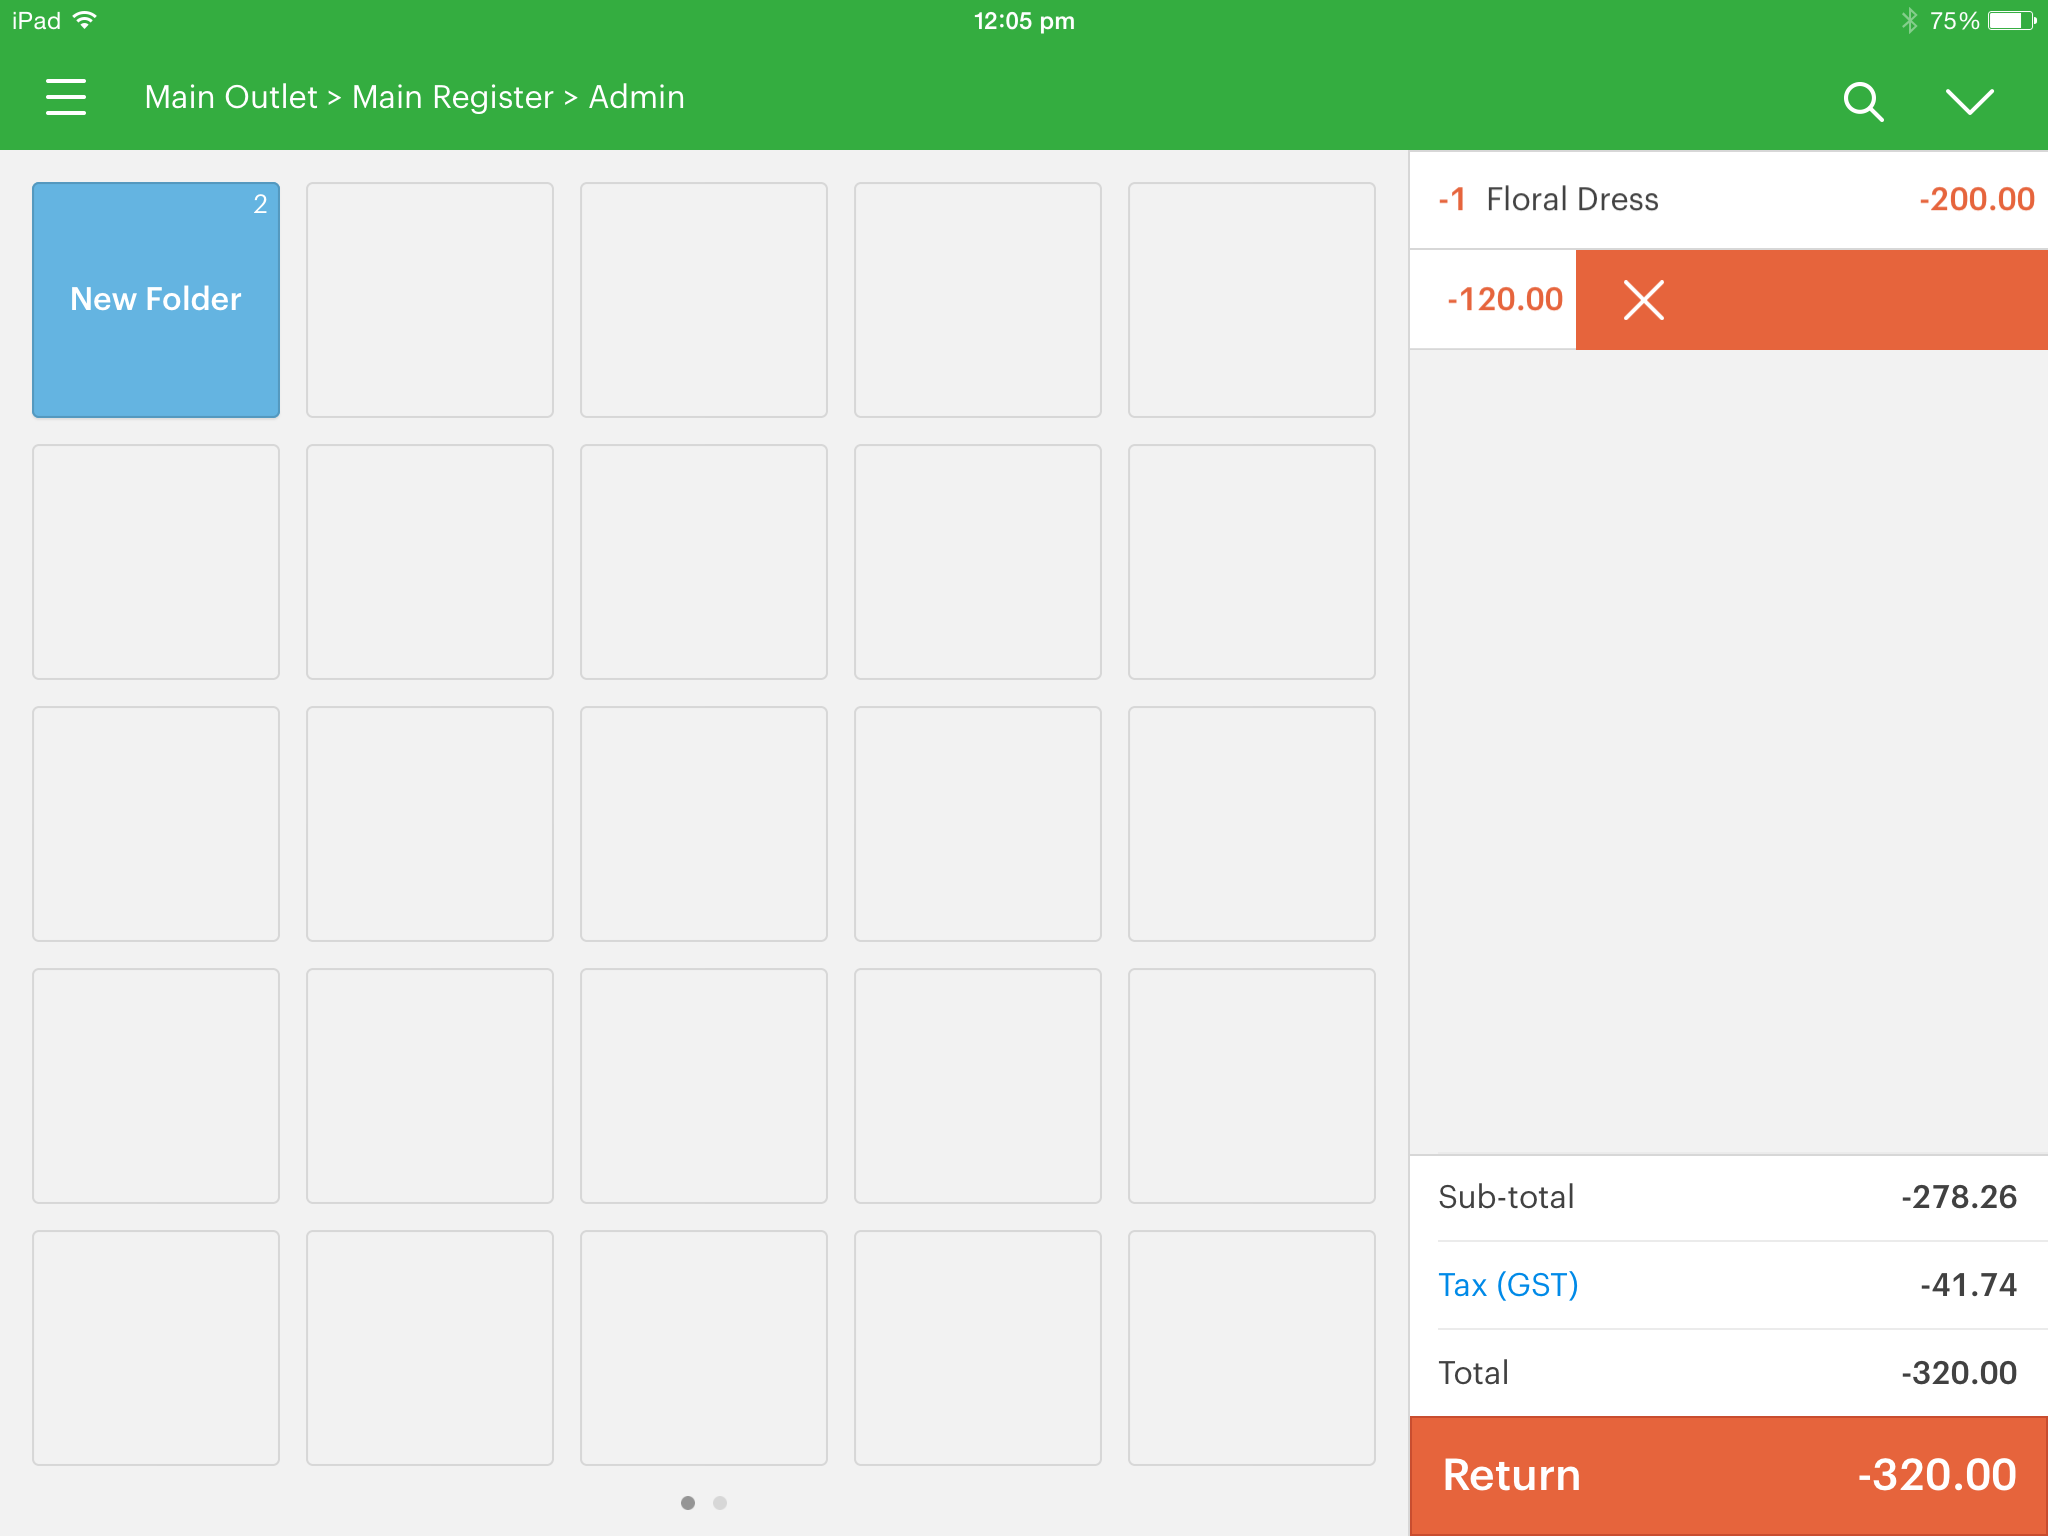 iPad 12:05 pm 75%
Main Outlet > Main Register > Admin
2
New Folder
-1 Floral Dress -200.00
-120.00
Sub-total -278.26
Tax (GST) -41.74
Total -320.00
Return -320.00